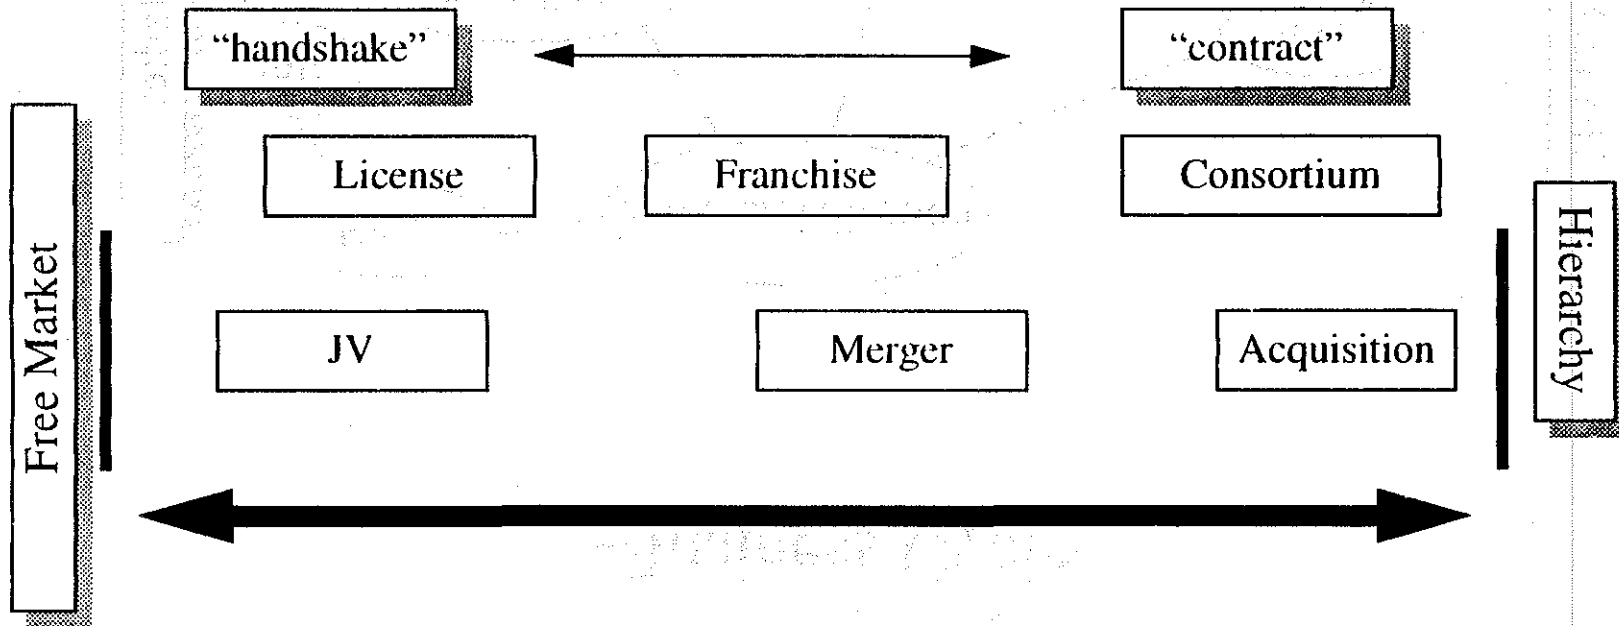 “handshake”
“contract”
License
Franchise
Consortium
Free Market
Hierarchy
JV
Merger
Acquisition